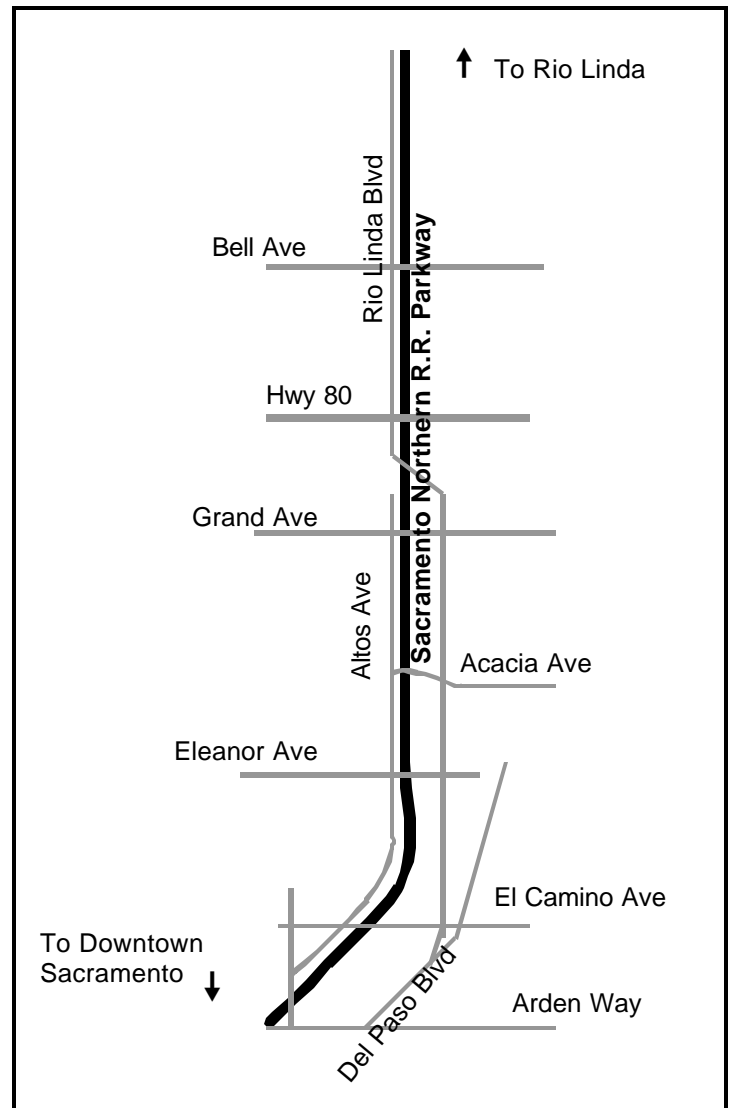 To Rio Linda
Rio Linda Blvd
Sacramento Northern R.R. Parkway
Bell Ave
Hwy 80
Grand Ave
Altos Ave
Acacia Ave
Eleanor Ave
El Camino Ave
To Downtown
Sacramento
Del Paso Blvd
Arden Way